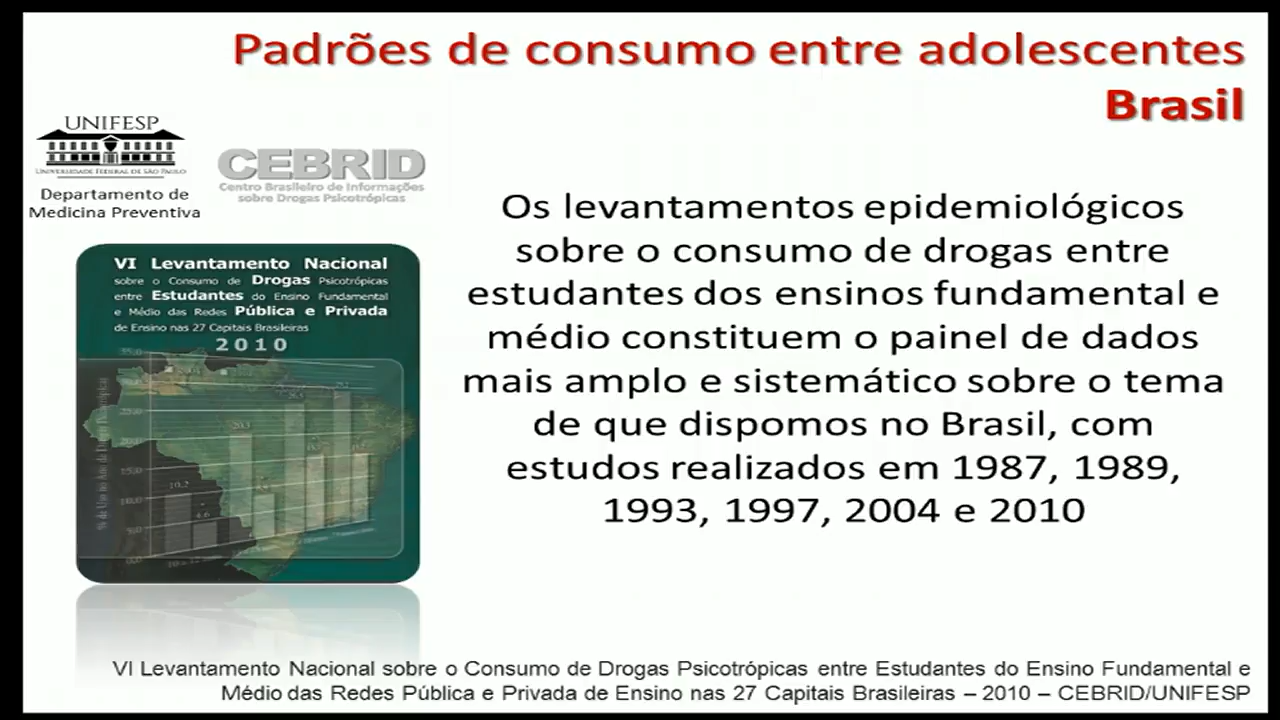 Padrões de consumo entre adolescentes
Brasil
UNIFESP
UNIVERSIDADE FEDERAL DE SÃO PAULO
Departamento de
Medicina Preventiva
CEBRID
Centro Brasileiro de Informações
sobre Drogas Psicotrópicas
VI Levantamento Nacional
sobre o Consumo de Drogas Psicotrópicas
entre Estudantes do Ensino Fundamental
e Médio das Redes Pública e Privada
de Ensino nas 27 Capitais Brasileiras
2010
Os levantamentos epidemiológicos
sobre o consumo de drogas entre
estudantes dos ensinos fundamental e
médio constituem o painel de dados
mais amplo e sistemático sobre o tema
de que dispomos no Brasil, com
estudos realizados em 1987, 1989,
1993, 1997, 2004 e 2010
VI Levantamento Nacional sobre o Consumo de Drogas Psicotrópicas entre Estudantes do Ensino Fundamental e
Médio das Redes Pública e Privada de Ensino nas 27 Capitais Brasileiras – 2010 – CEBRID/UNIFESP